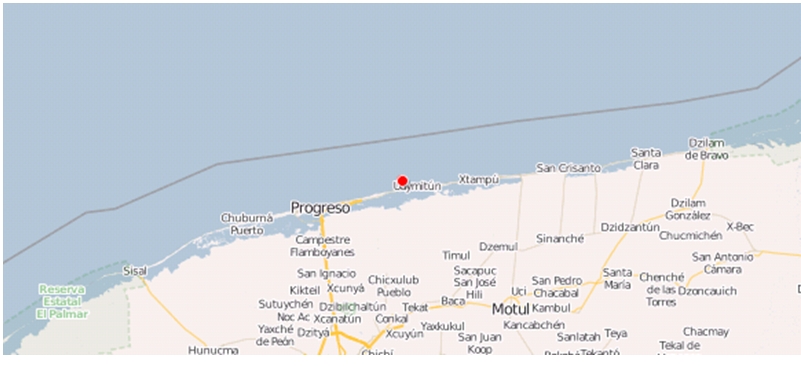 Dzilam
de Bravo
Santa
Clara
San Crisanto
Xtampú
Uaymitún
Progreso
Chuburná
Puerto
Dzilam
González
X-Bec
Dzidzantún
Chucmichén
Sinanché
Campestre
Flamboyanes
Dzemul
Timul
San Antonio
Cámara
Sisal
San Ignacio
Sacapuc
San José
Hili
Santa
María
Chenché
de las
Torres
Dzoncauich
Chicxulub
Pueblo
Kikteil
Xcunyá
San Pedro
Chacabal
Uci
Reserva
Estatal
El Palmar
Sutuychén
Dzibilchaltún
Tekat
Baca
Motul
Kambul
Noc Ac
Xcanatún
Conkal
Kancabchén
Yaxché
de Peón
Dzityá
Xcuyún
Yaxkukul
San Juan
Koop
Sanlatah
Teya
Chacmay
Tekal de
Hunucma
Chichí
Tekantó
D